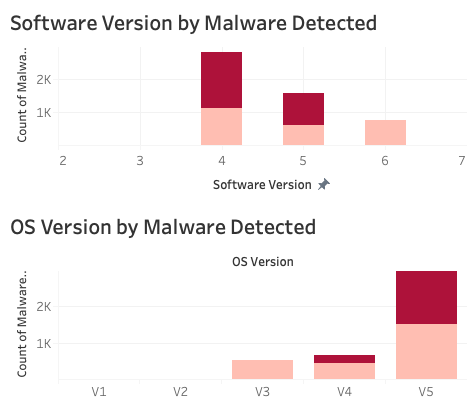 Software Version by Malware Detected
Count of Malwa..
2K
1K
2 3 4 5 6 7
Software Version
OS Version by Malware Detected
OS Version
Count of Malware..
2K
1K
V1 V2 V3 V4 V5